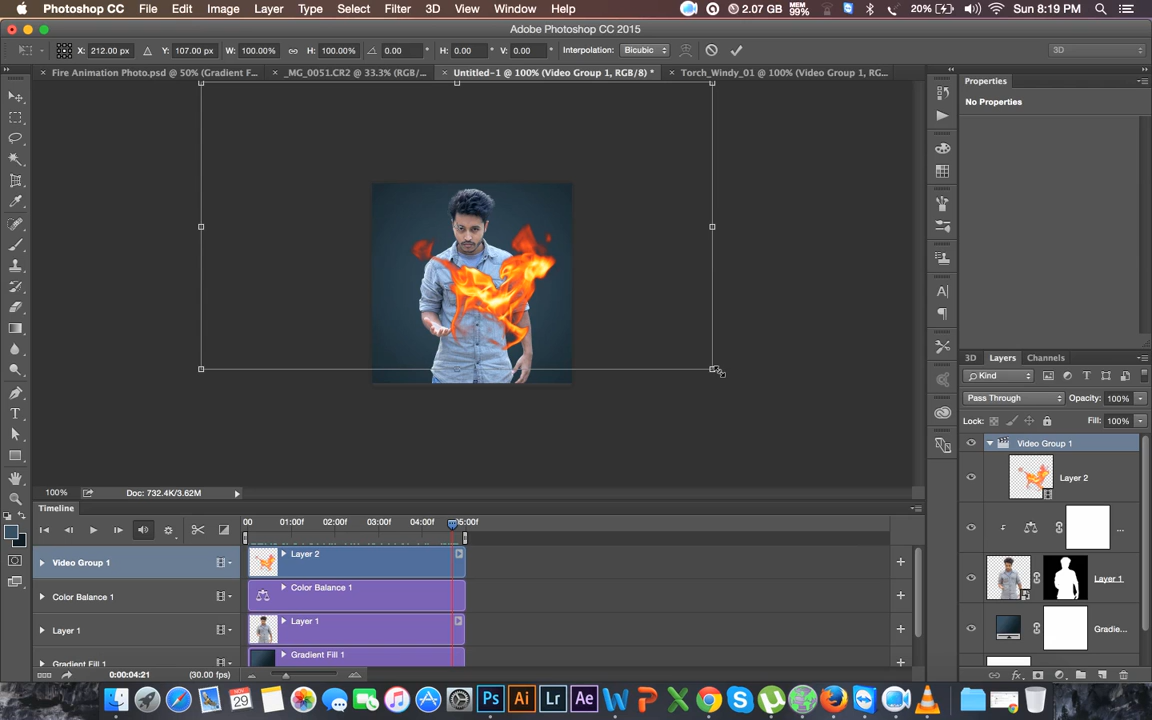 Photoshop CC File Edit Image Layer Type Select Filter 3D View Window Help 2.07 GB MEM 99% 20% Sun 8:19 PM
Adobe Photoshop CC 2015
X: 212.00 px Y: 107.00 px W: 100.00% H: 100.00% 0.00 ° H: 0.00 ° V: 0.00 ° Interpolation: Bicubic 3D
Fire Animation Photo.psd @ 50% (Gradient F... _MG_0051.CR2 @ 33.3% (RGB/... Untitled-1 @ 100% (Video Group 1, RGB/8) * Torch_Windy_01 @ 100% (Video Group 1, RG...
Properties
No Properties
3D Layers Channels
Kind
Pass Through Opacity: 100%
Lock: Fill: 100%
Video Group 1
Layer 2
...
Layer 1
Gradie...
100% Doc: 732.4K/3.62M
Timeline
00 01:00f 02:00f 03:00f 04:00f 05:00f
Video Group 1 Layer 2
Color Balance 1 Color Balance 1
Layer 1 Layer 1
Gradient Fill 1 Gradient Fill 1
0:00:04:21 (30.00 fps)